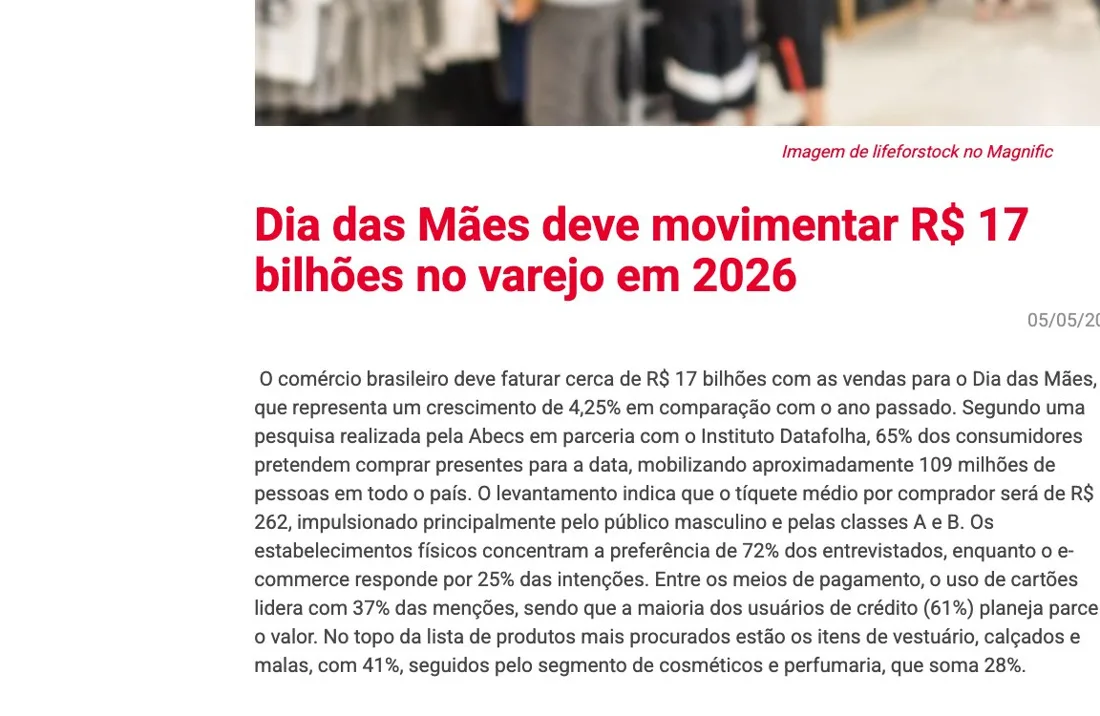 Imagem de lifeforstock no Magnific
Dia das Mães deve movimentar R$ 17
bilhões no varejo em 2026
05/05/20
O comércio brasileiro deve faturar cerca de R$ 17 bilhões com as vendas para o Dia das Mães,
que representa um crescimento de 4,25% em comparação com o ano passado. Segundo uma
pesquisa realizada pela Abecs em parceria com o Instituto Datafolha, 65% dos consumidores
pretendem comprar presentes para a data, mobilizando aproximadamente 109 milhões de
pessoas em todo o país. O levantamento indica que o tíquete médio por comprador será de R$
262, impulsionado principalmente pelo público masculino e pelas classes A e B. Os
estabelecimentos físicos concentram a preferência de 72% dos entrevistados, enquanto o e-
commerce responde por 25% das intenções. Entre os meios de pagamento, o uso de cartões
lidera com 37% das menções, sendo que a maioria dos usuários de crédito (61%) planeja parce
o valor. No topo da lista de produtos mais procurados estão os itens de vestuário, calçados e
malas, com 41%, seguidos pelo segmento de cosméticos e perfumaria, que soma 28%.